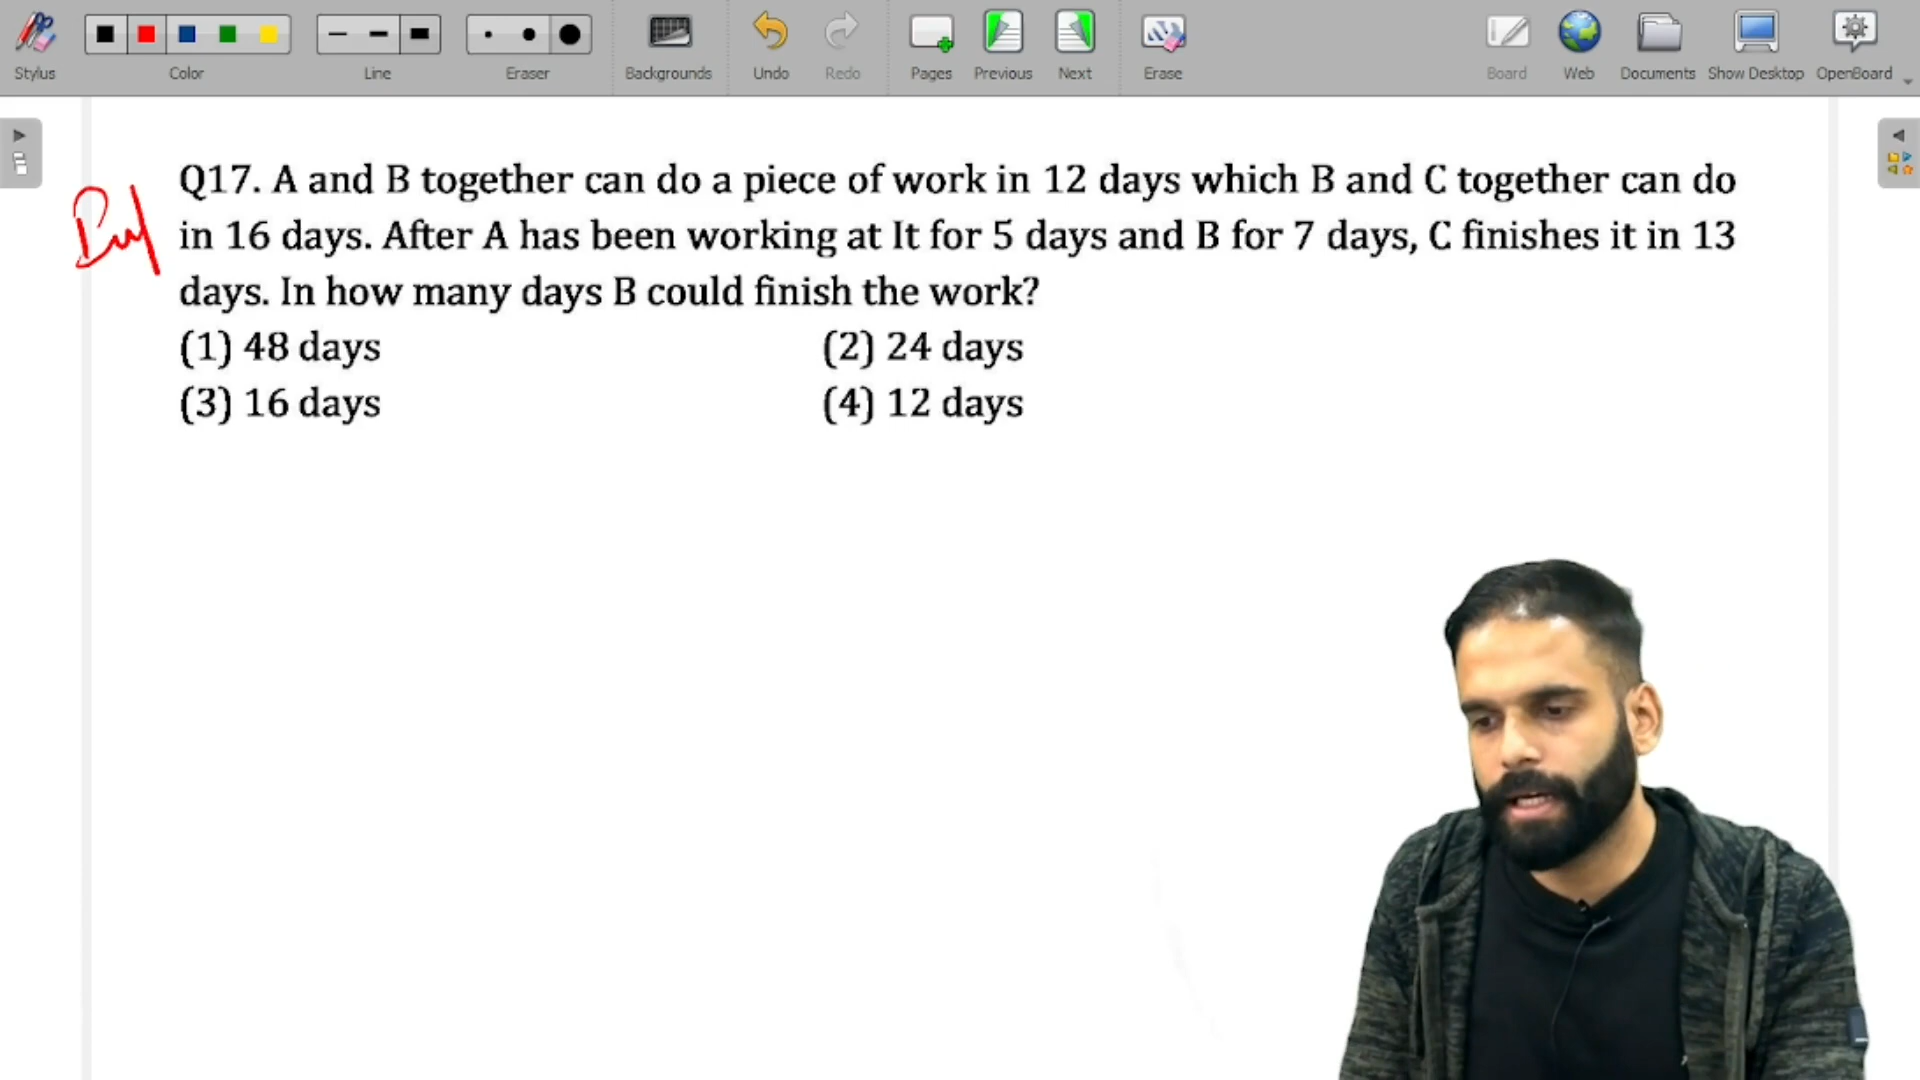 Stylus
Color
Line
Eraser
Backgrounds
Undo
Redo
Pages
Previous
Next
Erase
Board
Web
Documents
Show Desktop
OpenBoard
Q17. A and B together can do a piece of work in 12 days which B and C together can do
in 16 days. After A has been working at It for 5 days and B for 7 days, C finishes it in 13
days. In how many days B could finish the work?
(1) 48 days (2) 24 days
(3) 16 days (4) 12 days